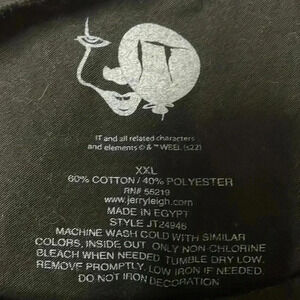 IT
IT and all related characters
and elements © & ™ WBEI. (s22)
XXL
60% COTTON / 40% POLYESTER
RN# 55219
www.jerryleigh.com
MADE IN EGYPT
STYLE JT24946
MACHINE WASH COLD WITH SIMILAR
COLORS, INSIDE OUT. ONLY NON-CHLORINE
BLEACH WHEN NEEDED. TUMBLE DRY LOW.
REMOVE PROMPTLY. LOW IRON IF NEEDED.
DO NOT IRON DECORATION